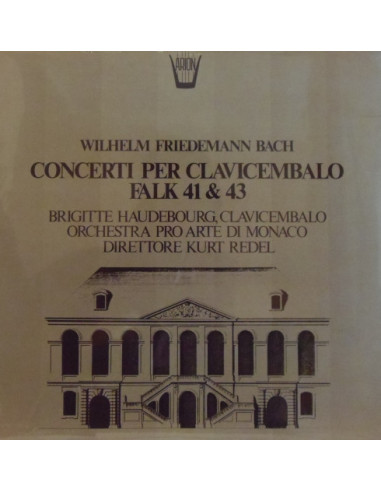 ARION
WILHELM FRIEDEMANN BACH
CONCERTI PER CLAVICEMBALO
FALK 41 & 43
BRIGITTE HAUDEBOURG, CLAVICEMBALO
ORCHESTRA PRO ARTE DI MONACO
DIRETTORE KURT REDEL